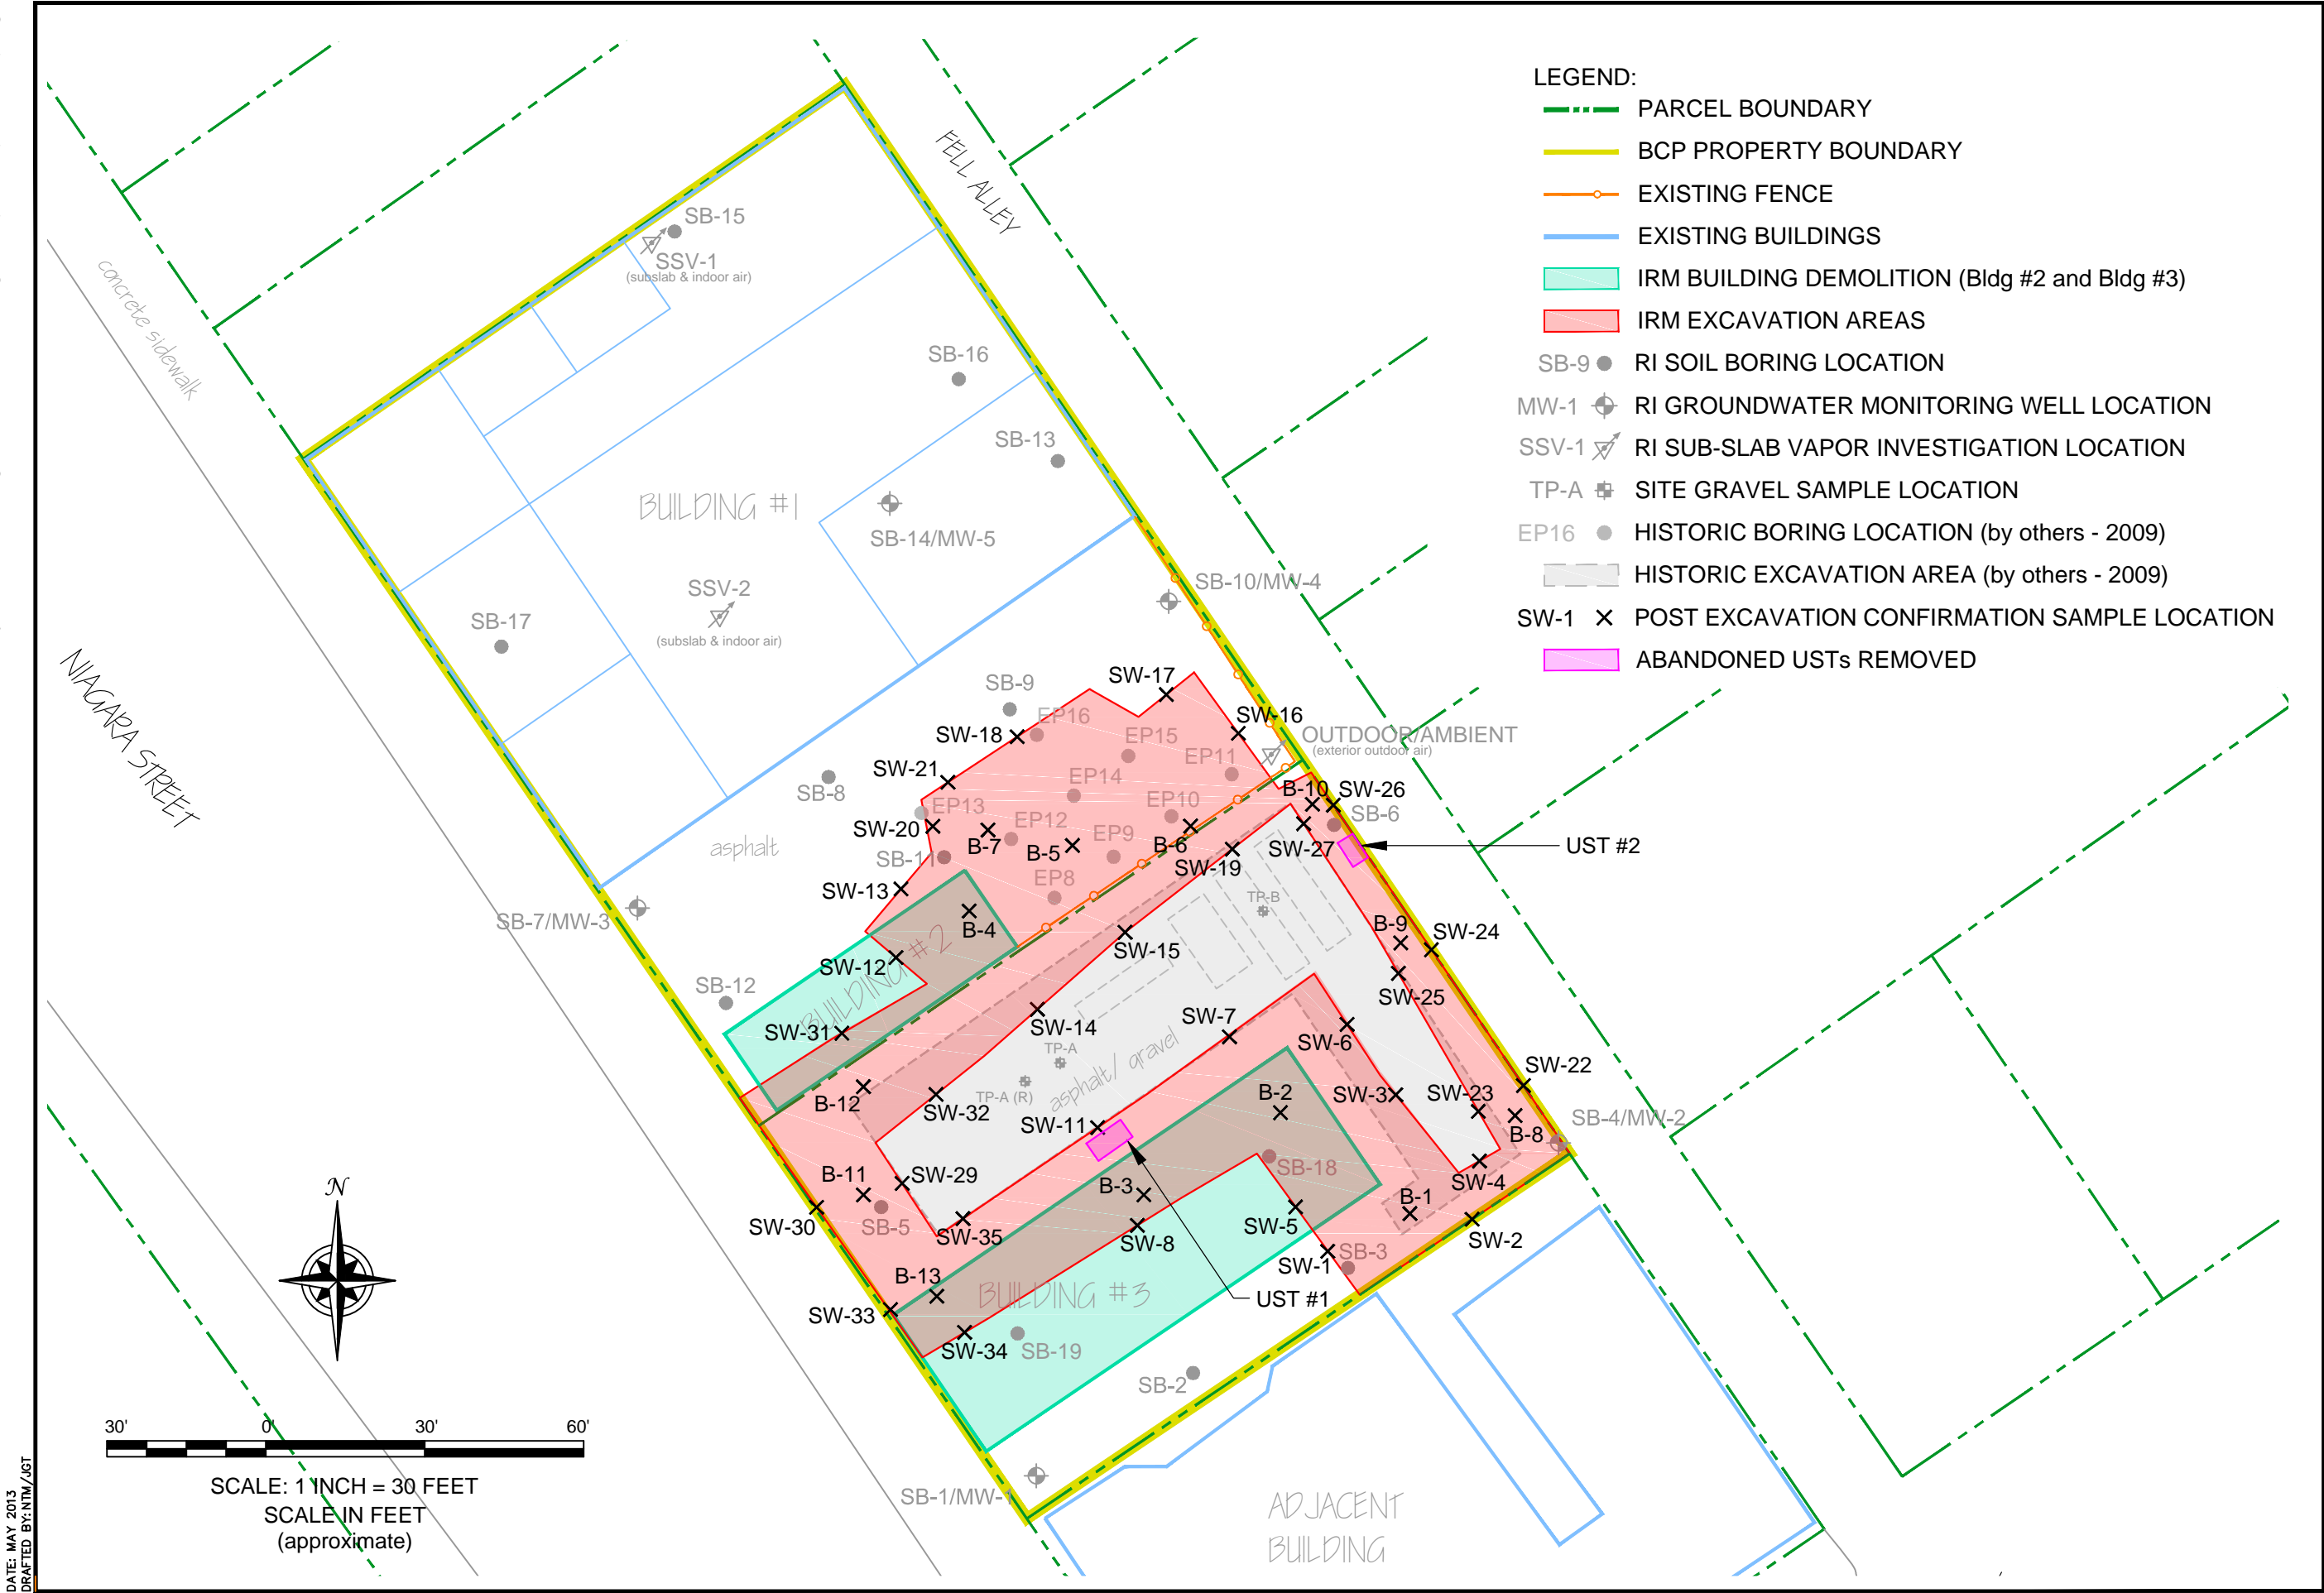 LEGEND:
PARCEL BOUNDARY
BCP PROPERTY BOUNDARY
EXISTING FENCE
EXISTING BUILDINGS
IRM BUILDING DEMOLITION (Bldg #2 and Bldg #3)
IRM EXCAVATION AREAS
SB-9 RI SOIL BORING LOCATION
MW-1 RI GROUNDWATER MONITORING WELL LOCATION
SSV-1 RI SUB-SLAB VAPOR INVESTIGATION LOCATION
TP-A SITE GRAVEL SAMPLE LOCATION
EP16 HISTORIC BORING LOCATION (by others - 2009)
HISTORIC EXCAVATION AREA (by others - 2009)
SW-1 POST EXCAVATION CONFIRMATION SAMPLE LOCATION
ABANDONED USTs REMOVED
FELL ALLEY
concrete sidewalk
NIAGARA STREET
SB-15
SSV-1
(subslab & indoor air)
SB-16
SB-13
BUILDING #1
SB-14/MW-5
SSV-2
(subslab & indoor air)
SB-17
SB-10/MW-4
SW-17
SB-9
EP16
SW-16
SW-18
EP15
OUTDOOR/AMBIENT
(exterior outdoor air)
EP11
SW-21
EP14
SB-8
B-10
SW-26
EP13
EP10
SB-6
SW-20
EP12
B-7
B-5
EP9
B-6
SW-27
UST #2
asphalt
SB-11
SW-19
SW-13
EP8
TP-B
SB-7/MW-3
B-4
B-9
SW-24
SW-15
SW-12
BUILDING #2
SB-12
SW-25
SW-14
SW-7
SW-31
SW-6
TP-A
asphalt/ gravel
SW-22
TP-A (R)
B-12
SW-32
B-2
SW-3
SW-23
SW-11
SB-4/MW-2
B-8
SB-18
B-11
SW-29
B-3
SW-4
B-1
SW-30
SB-5
SW-35
SW-8
SW-5
SW-2
SW-1
SB-3
B-13
BUILDING #3
UST #1
SW-33
SW-34
SB-19
SB-2
SB-1/MW-1
ADJACENT
BUILDING
N
30' 0' 30' 60'
SCALE: 1 INCH = 30 FEET
SCALE IN FEET
(approximate)
DATE: MAY 2013
DRAFTED BY: NTM/JGT